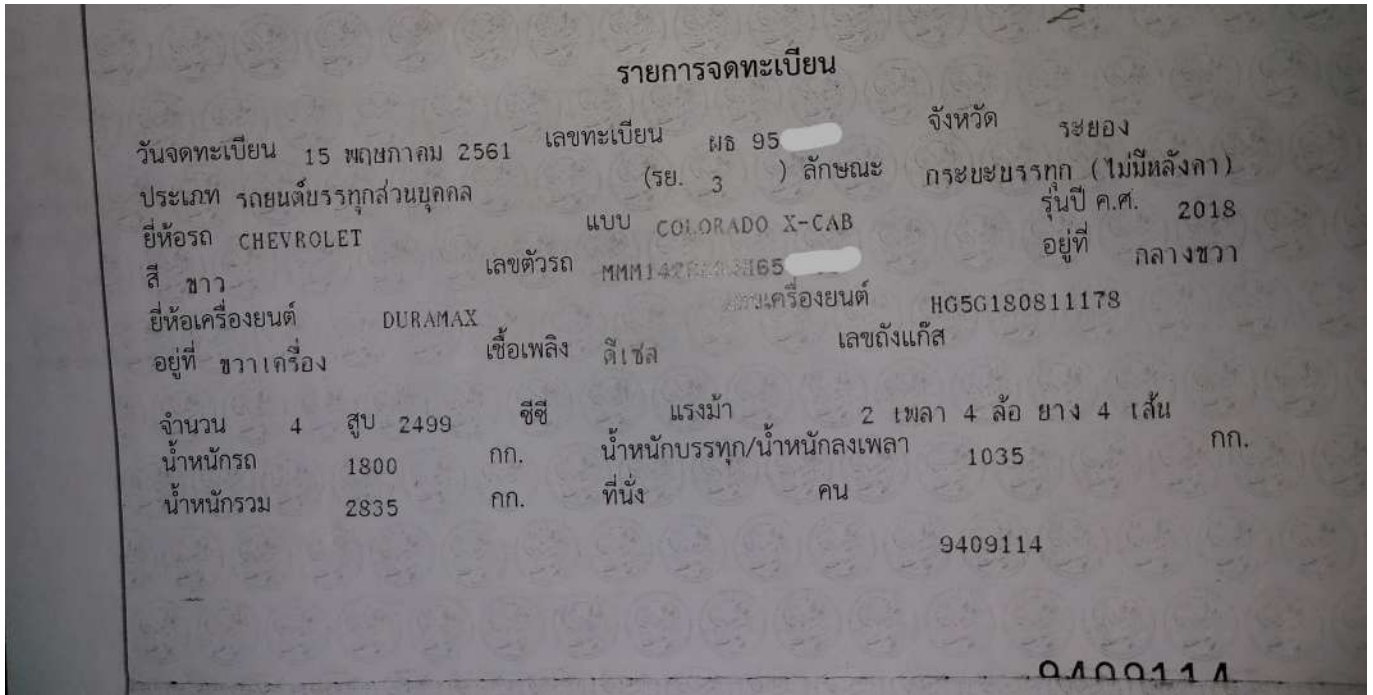 รายการจดทะเบียน
วันจดทะเบียน 15 พฤษภาคม 2561 เลขทะเบียน ผธ 95 จังหวัด ระยอง
ประเภท รถยนต์บรรทุกส่วนบุคคล (รย. 3 ) ลักษณะ กระบะบรรทุก (ไม่มีหลังคา)
ยี่ห้อรถ CHEVROLET แบบ COLORADO X-CAB รุ่นปี ค.ศ. 2018
สี ขาว เลขตัวรถ อยู่ที่ กลางขวา
ยี่ห้อเครื่องยนต์ DURAMAX เลขเครื่องยนต์ HG5G180811178
อยู่ที่ ขวาเครื่อง เชื้อเพลิง ดีเซล เลขถังแก๊ส
จำนวน 4 สูบ 2499 ซีซี แรงม้า 2 เพลา 4 ล้อ ยาง 4 เส้น
น้ำหนักรถ 1800 กก. น้ำหนักบรรทุก/น้ำหนักลงเพลา 1035 กก.
น้ำหนักรวม 2835 กก. ที่นั่ง คน
9409114
9409114